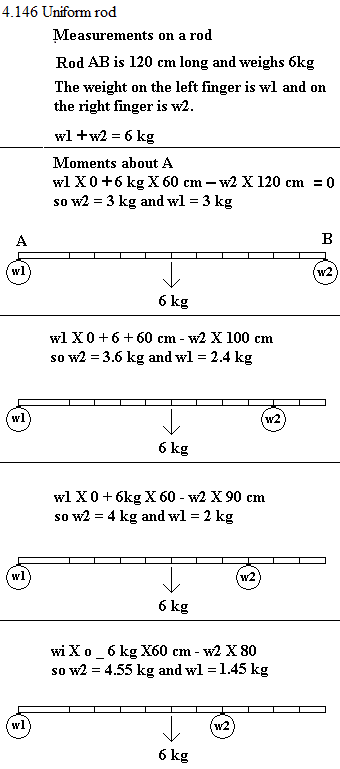 4.146 Uniform rod
Measurements on a rod
Rod AB is 120 cm long and weighs 6kg
The weight on the left finger is w1 and on
the right finger is w2.
w1 + w2 = 6 kg
Moments about A
w1 X 0 + 6 kg X 60 cm – w2 X 120 cm = 0
so w2 = 3 kg and w1 = 3 kg
A B
w1 w2
6 kg
w1 X 0 + 6 + 60 cm - w2 X 100 cm
so w2 = 3.6 kg and w1 = 2.4 kg
w1 w2
6 kg
w1 X 0 + 6kg X 60 - w2 X 90 cm
so w2 = 4 kg and w1 = 2 kg
w1 w2
6 kg
wi X o _ 6 kg X60 cm - w2 X 80
so w2 = 4.55 kg and w1 = 1.45 kg
w1 w2
6 kg